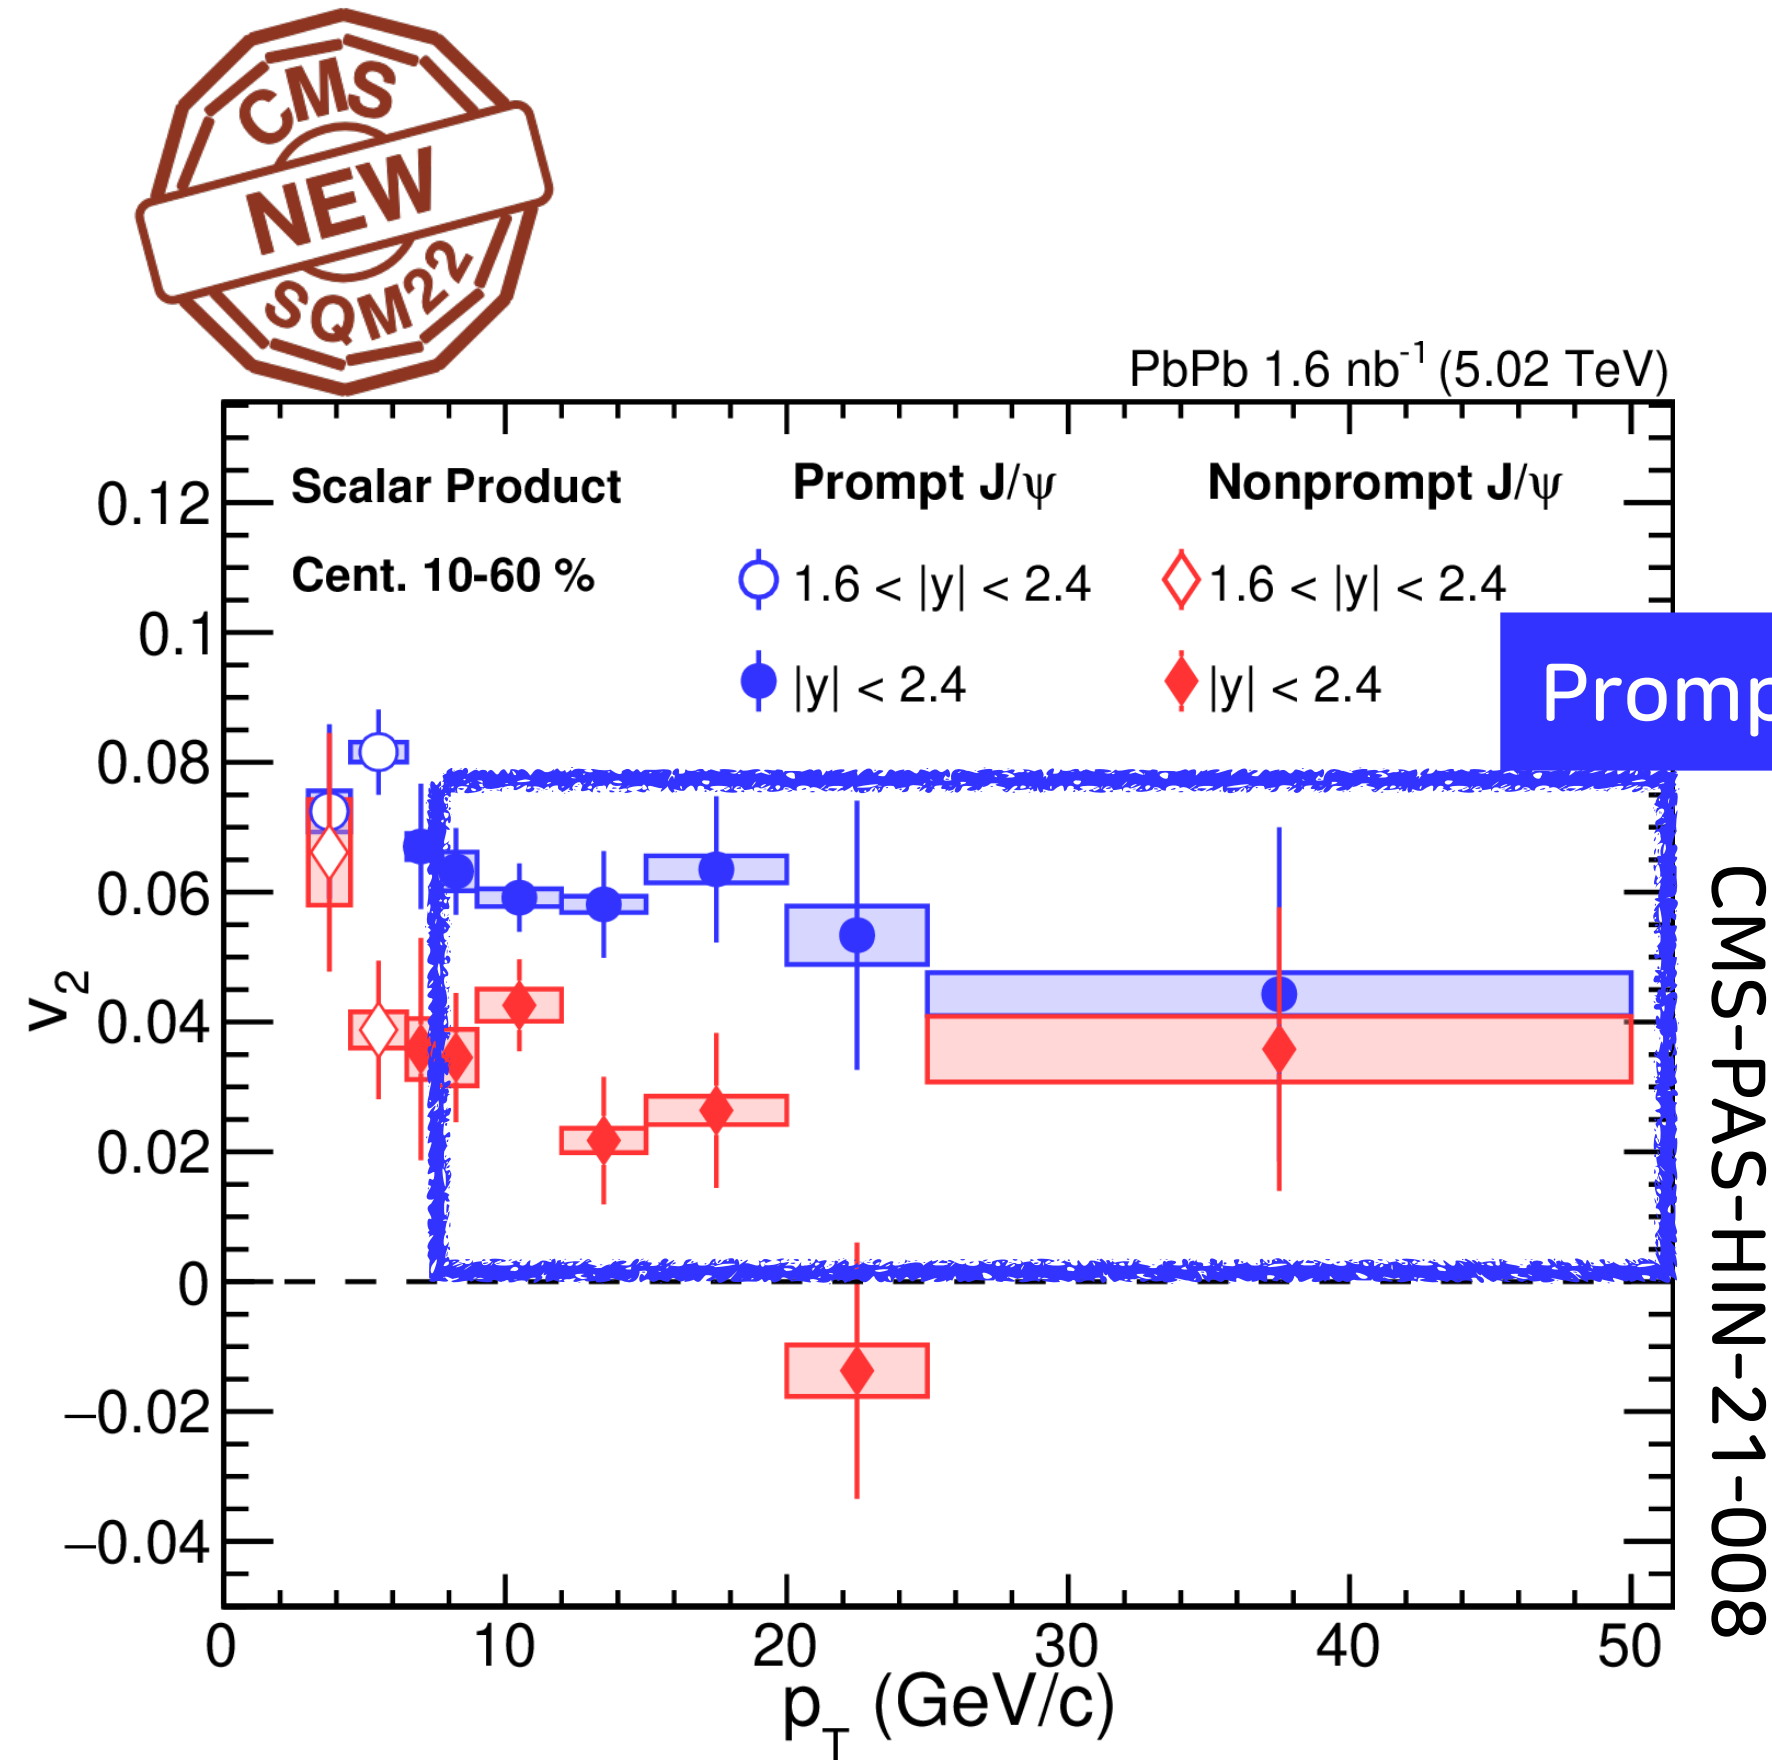 CMS
NEW
SQM22
PbPb 1.6 nb⁻¹ (5.02 TeV)
Scalar Product
Prompt J/ψ
Nonprompt J/ψ
Cent. 10-60 %
1.6 < |y| < 2.4
1.6 < |y| < 2.4
|y| < 2.4
|y| < 2.4
Promp
0.12
0.1
0.08
0.06
0.04
0.02
0
−0.02
−0.04
v₂
0 10 20 30 40 50
p_T (GeV/c)
CMS-PAS-HIN-21-008